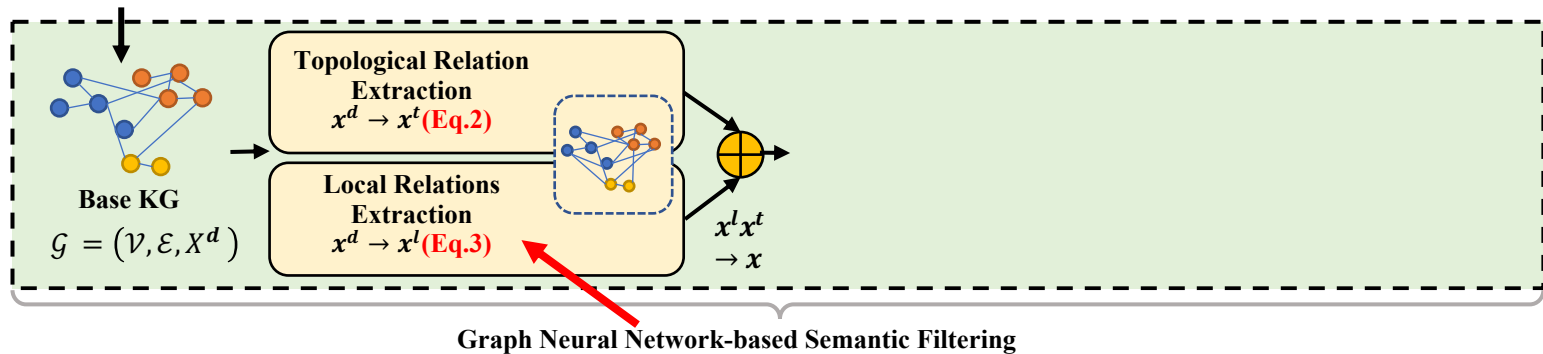 Topological Relation
Extraction
x^d → x^t(Eq.2)
Local Relations
Extraction
x^d → x^l(Eq.3)
Base KG
𝒢 = (𝒱, ℰ, X^d)
x^l x^t
→ x
Graph Neural Network-based Semantic Filtering